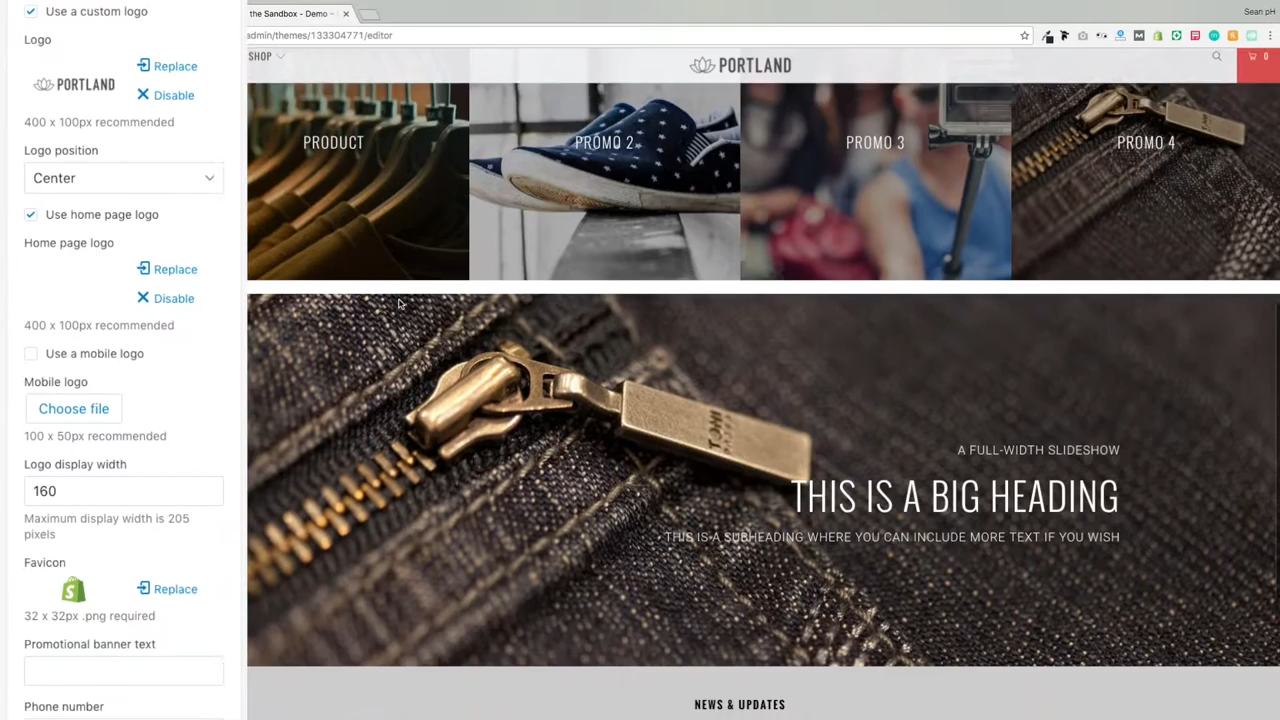 Use a custom logo
Logo
PORTLAND
Replace
Disable
400 x 100px recommended
Logo position
Center
Use home page logo
Home page logo
Replace
Disable
400 x 100px recommended
Use a mobile logo
Mobile logo
Choose file
100 x 50px recommended
Logo display width
160
Maximum display width is 205
pixels
Favicon
Replace
32 x 32px .png required
Promotional banner text
Phone number
the Sandbox - Demo -
Sean pH
admin/themes/133304771/editor
SHOP
PORTLAND
0
PRODUCT
PROMO 2
PROMO 3
PROMO 4
A FULL-WIDTH SLIDESHOW
THIS IS A BIG HEADING
THIS IS A SUBHEADING WHERE YOU CAN INCLUDE MORE TEXT IF YOU WISH
NEWS & UPDATES